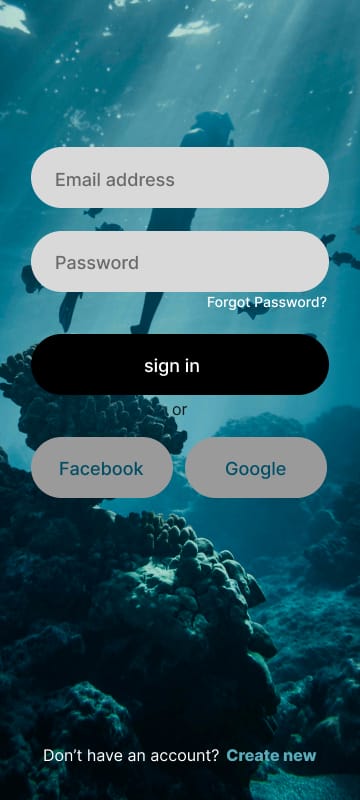 Email address
Password
Forgot Password?
sign in
or
Facebook Google
Don’t have an account? Create new